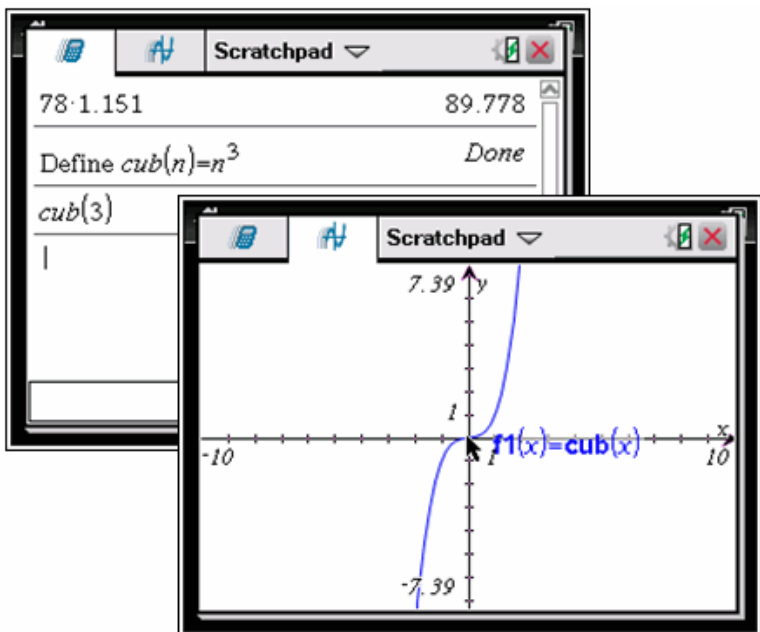 Scratchpad
78·1.151 89.778
Define cub(n)=n³ Done
cub(3)
Scratchpad
7.39 y
1
x
-10 1 10
f1(x)=cub(x)
-7.39